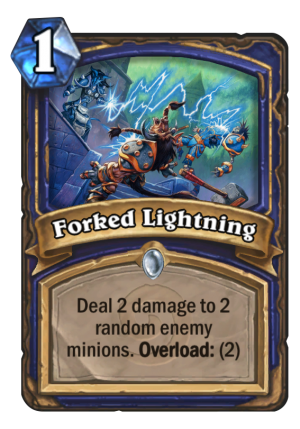 1
Forked Lightning
Deal 2 damage to 2
random enemy
minions. Overload: (2)